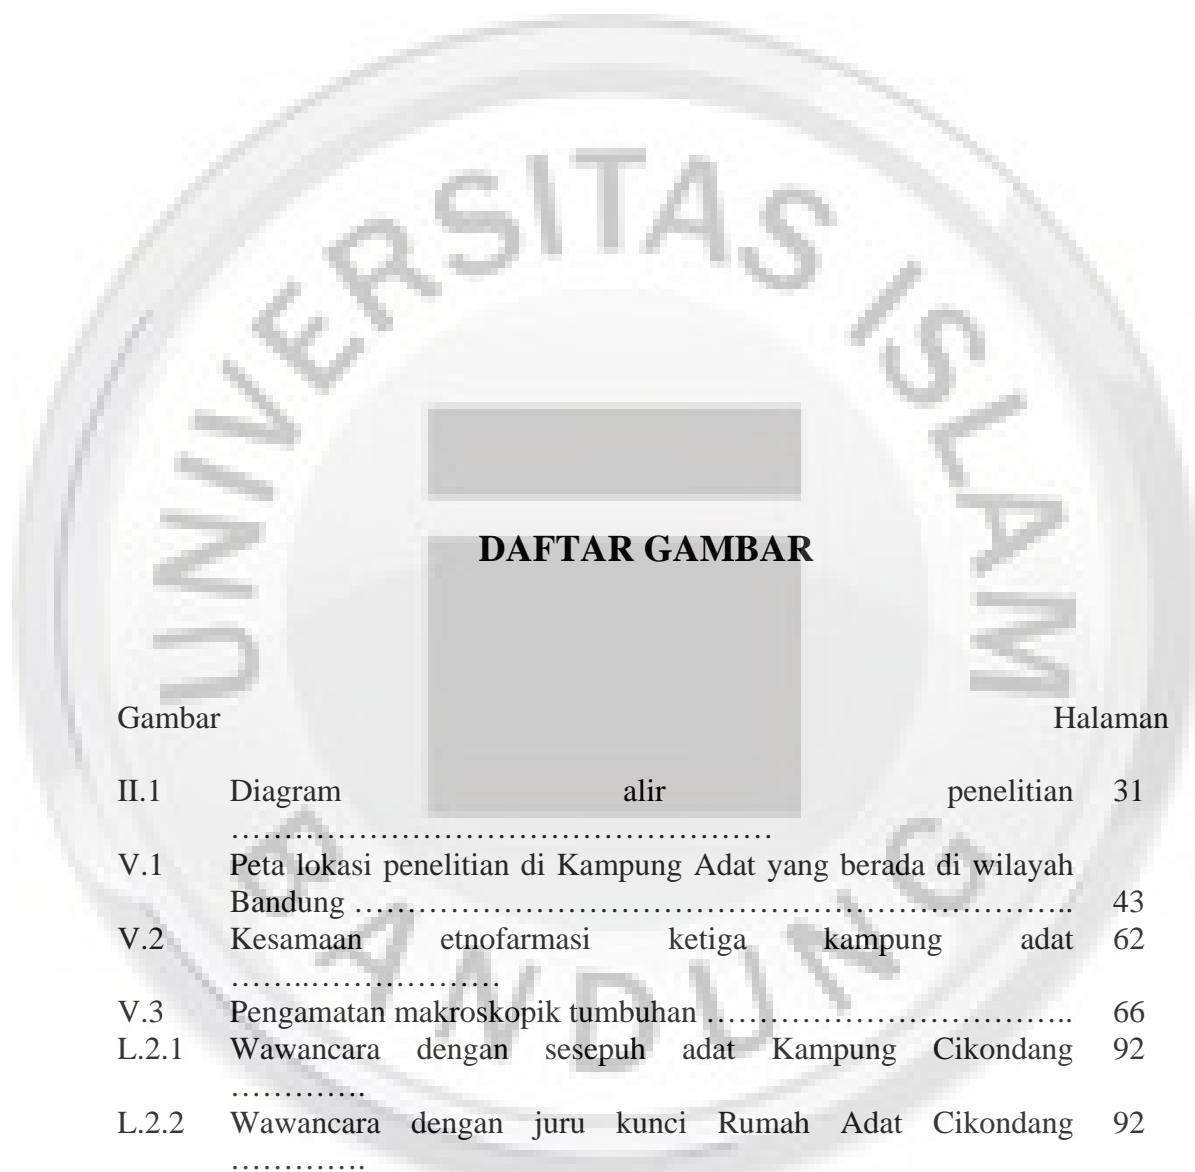 UNIVERSITAS ISLAM
BANDUNG
DAFTAR GAMBAR
Gambar Halaman
II.1 Diagram alir penelitian 31
……………………………………………
V.1 Peta lokasi penelitian di Kampung Adat yang berada di wilayah
Bandung ………………………………………………………….. 43
V.2 Kesamaan etnofarmasi ketiga kampung adat 62
……..………………
V.3 Pengamatan makroskopik tumbuhan …………………………….. 66
L.2.1 Wawancara dengan sesepuh adat Kampung Cikondang 92
………….
L.2.2 Wawancara dengan juru kunci Rumah Adat Cikondang 92
………….